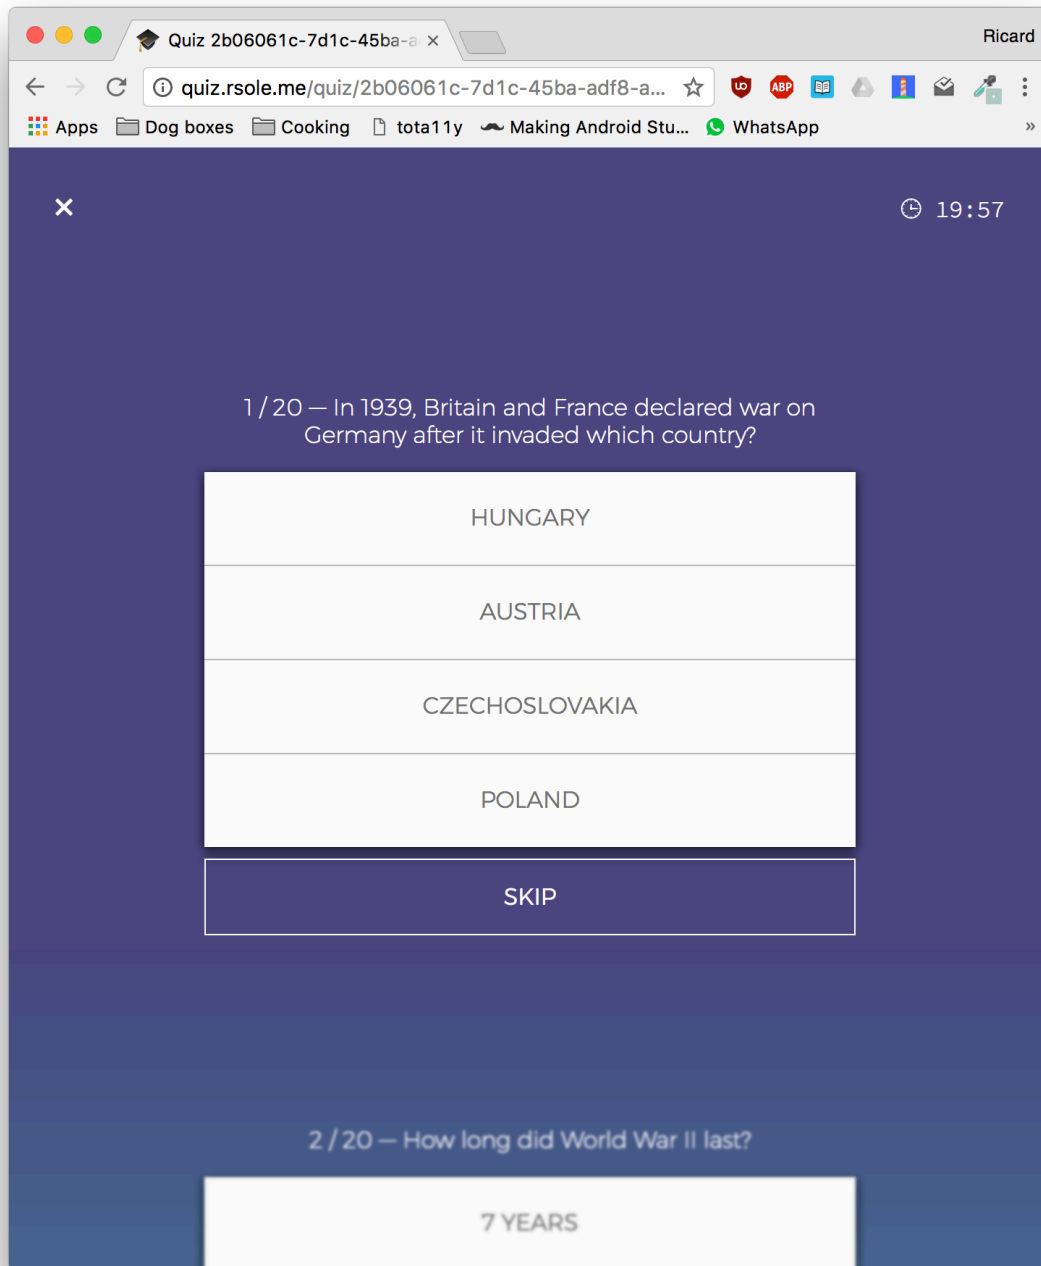 Quiz 2b06061c-7d1c-45ba-a
Ricard
quiz.rsole.me/quiz/2b06061c-7d1c-45ba-adf8-a...
ABP
Apps
Dog boxes
Cooking
tota11y
Making Android Stu...
WhatsApp
»
19:57
1 / 20 — In 1939, Britain and France declared war on
Germany after it invaded which country?
HUNGARY
AUSTRIA
CZECHOSLOVAKIA
POLAND
SKIP
2 / 20 — How long did World War II last?
7 YEARS